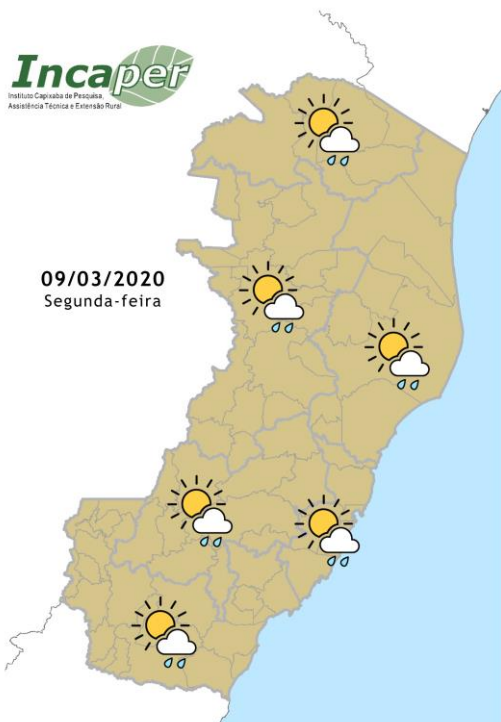 Incaper
Instituto Capixaba de Pesquisa,
Assistência Técnica e Extensão Rural
09/03/2020
Segunda-feira